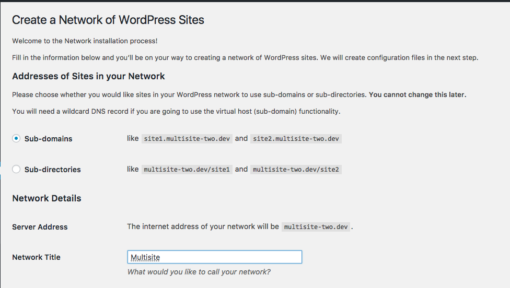 Create a Network of WordPress Sites
Welcome to the Network installation process!
Fill in the information below and you'll be on your way to creating a network of WordPress sites. We will create configuration files in the next step.
Addresses of Sites in your Network
Please choose whether you would like sites in your WordPress network to use sub-domains or sub-directories. You cannot change this later.
You will need a wildcard DNS record if you are going to use the virtual host (sub-domain) functionality.
Sub-domains like site1.multisite-two.dev and site2.multisite-two.dev
Sub-directories like multisite-two.dev/site1 and multisite-two.dev/site2
Network Details
Server Address The internet address of your network will be multisite-two.dev .
Network Title Multisite
What would you like to call your network?